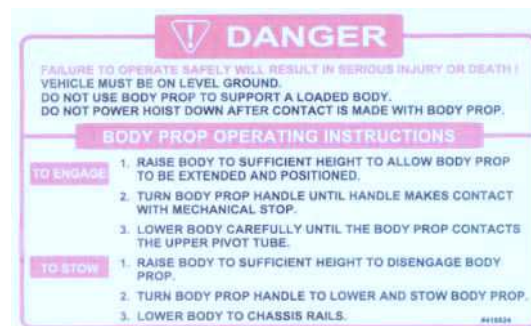 DANGER
FAILURE TO OPERATE SAFELY WILL RESULT IN SERIOUS INJURY OR DEATH !
VEHICLE MUST BE ON LEVEL GROUND.
DO NOT USE BODY PROP TO SUPPORT A LOADED BODY.
DO NOT POWER HOIST DOWN AFTER CONTACT IS MADE WITH BODY PROP.
BODY PROP OPERATING INSTRUCTIONS
TO ENGAGE
1. RAISE BODY TO SUFFICIENT HEIGHT TO ALLOW BODY PROP
TO BE EXTENDED AND POSITIONED.
2. TURN BODY PROP HANDLE UNTIL HANDLE MAKES CONTACT
WITH MECHANICAL STOP.
3. LOWER BODY CAREFULLY UNTIL THE BODY PROP CONTACTS
THE UPPER PIVOT TUBE.
TO STOW
1. RAISE BODY TO SUFFICIENT HEIGHT TO DISENGAGE BODY
PROP.
2. TURN BODY PROP HANDLE TO LOWER AND STOW BODY PROP.
3. LOWER BODY TO CHASSIS RAILS.